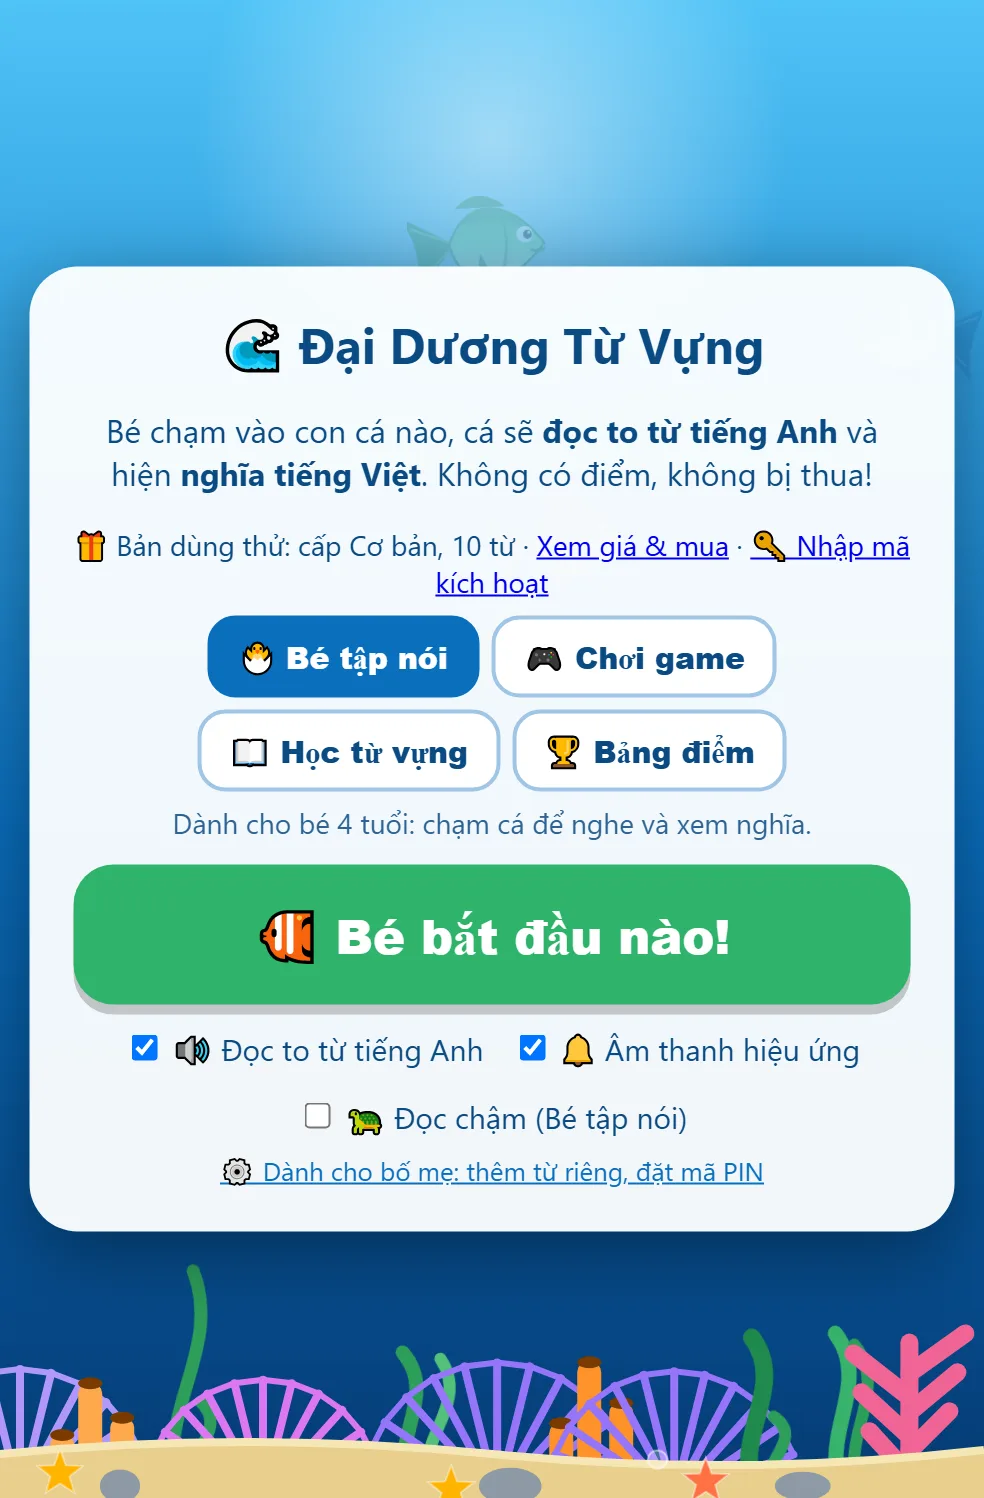 🌊 Đại Dương Từ Vựng
Bé chạm vào con cá nào, cá sẽ đọc to từ tiếng Anh và
hiện nghĩa tiếng Việt. Không có điểm, không bị thua!
🎁 Bản dùng thử: cấp Cơ bản, 10 từ · Xem giá & mua · 🔑 Nhập mã
kích hoạt
🐣 Bé tập nói
🎮 Chơi game
📖 Học từ vựng
🏆 Bảng điểm
Dành cho bé 4 tuổi: chạm cá để nghe và xem nghĩa.
🐠 Bé bắt đầu nào!
🔊 Đọc to từ tiếng Anh
🔔 Âm thanh hiệu ứng
🐢 Đọc chậm (Bé tập nói)
⚙️ Dành cho bố mẹ: thêm từ riêng, đặt mã PIN